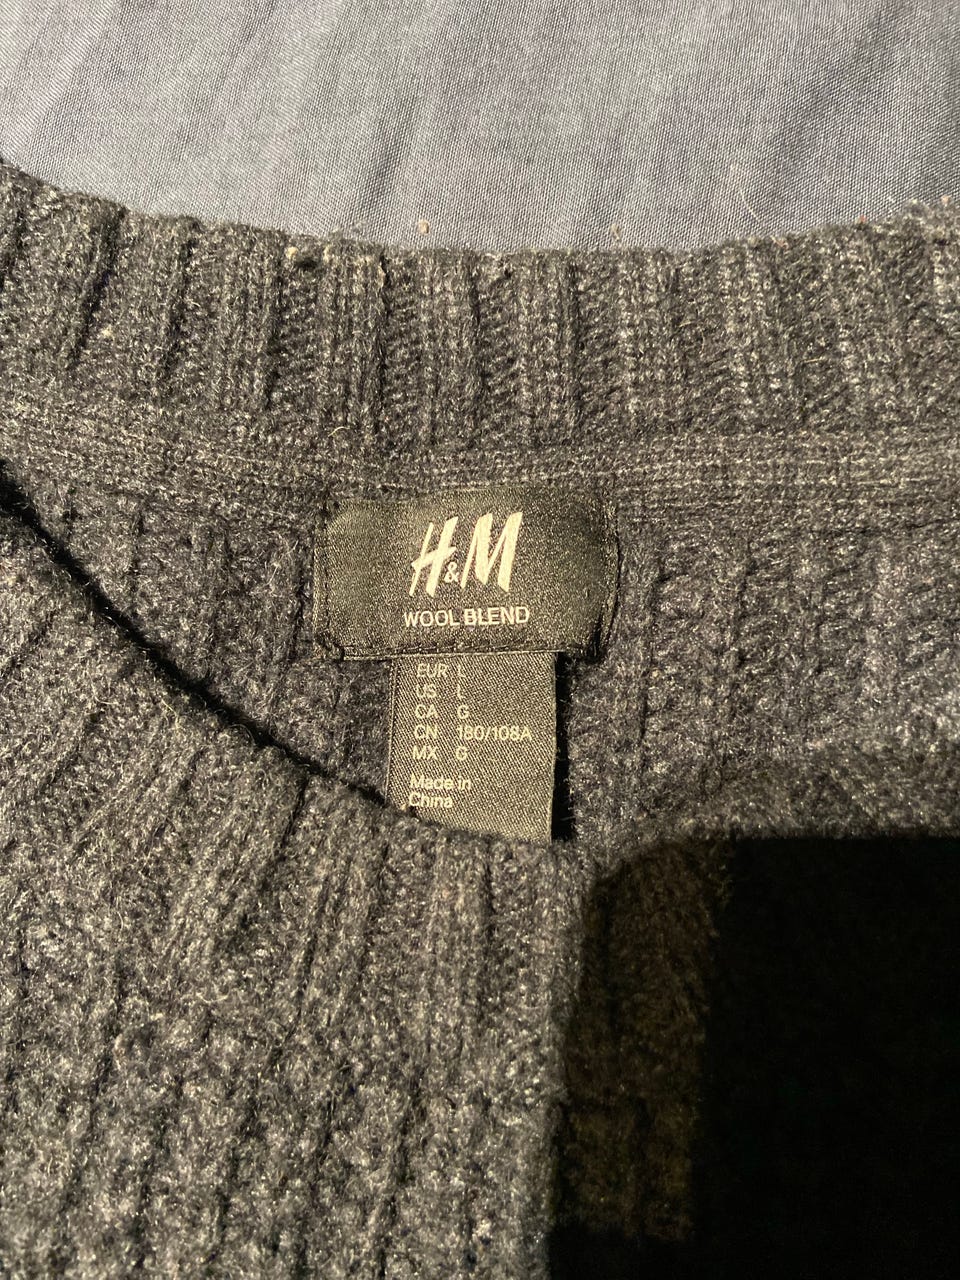 H&M
WOOL BLEND
EUR L
US L
CA G
CN 180/108A
MX G
Made in
China